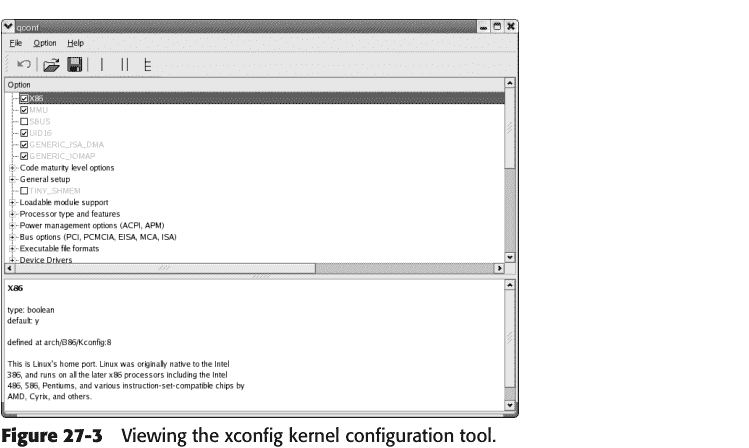 qconf
File Option Help
Option
X86
MMU
SBUS
UID16
GENERIC_ISA_DMA
GENERIC_IOMAP
Code maturity level options
General setup
TINY_SHMEM
Loadable module support
Processor type and features
Power management options (ACPI, APM)
Bus options (PCI, PCMCIA, EISA, MCA, ISA)
Executable file formats
Device Drivers
X86
type: boolean
default: y
defined at arch/i386/Kconfig:8
This is Linux's home port. Linux was originally native to the Intel
386, and runs on all the later x86 processors including the Intel
486, 586, Pentiums, and various instruction-set-compatible chips by
AMD, Cyrix, and others.
Figure 27-3 Viewing the xconfig kernel configuration tool.